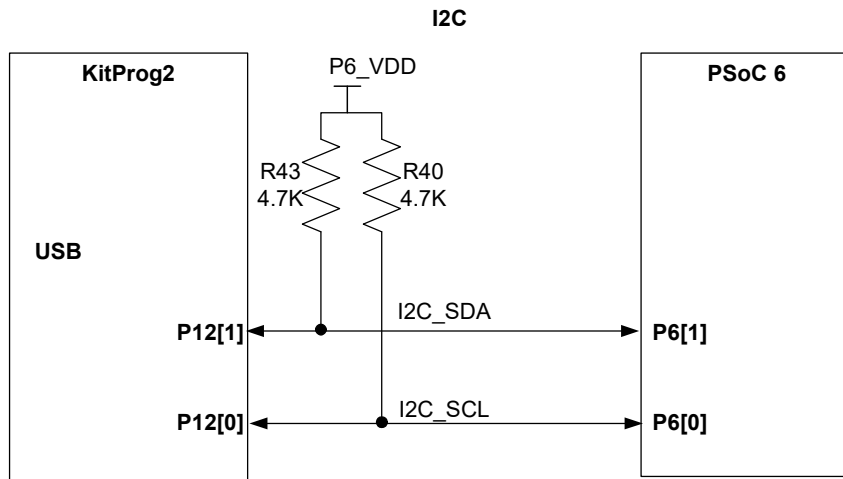 I2C
KitProg2
P6_VDD
PSoC 6
R43
4.7K
R40
4.7K
USB
I2C_SDA
P12[1]
P6[1]
I2C_SCL
P12[0]
P6[0]